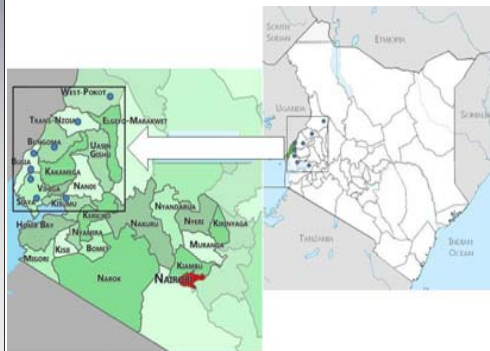 WEST-POKOT
TRANS-NZOIA
ELGEYO-MARAKWET
BUNGOMA
UASIN
GISHU
BUSIA
KAKAMEGA
NANDI
VIHIGA
SIAYA
KISUMU
HOMA BAY
KERICHO
NYAMIRA
KISII
BOMET
MIGORI
NAROK
NAKURU
NYANDARUA
NYERI
KIRINYAGA
MURANGA
KIAMBU
NAIROBI
SOUTH
SUDAN
ETHIOPIA
UGANDA
TANZANIA
INDIAN
OCEAN